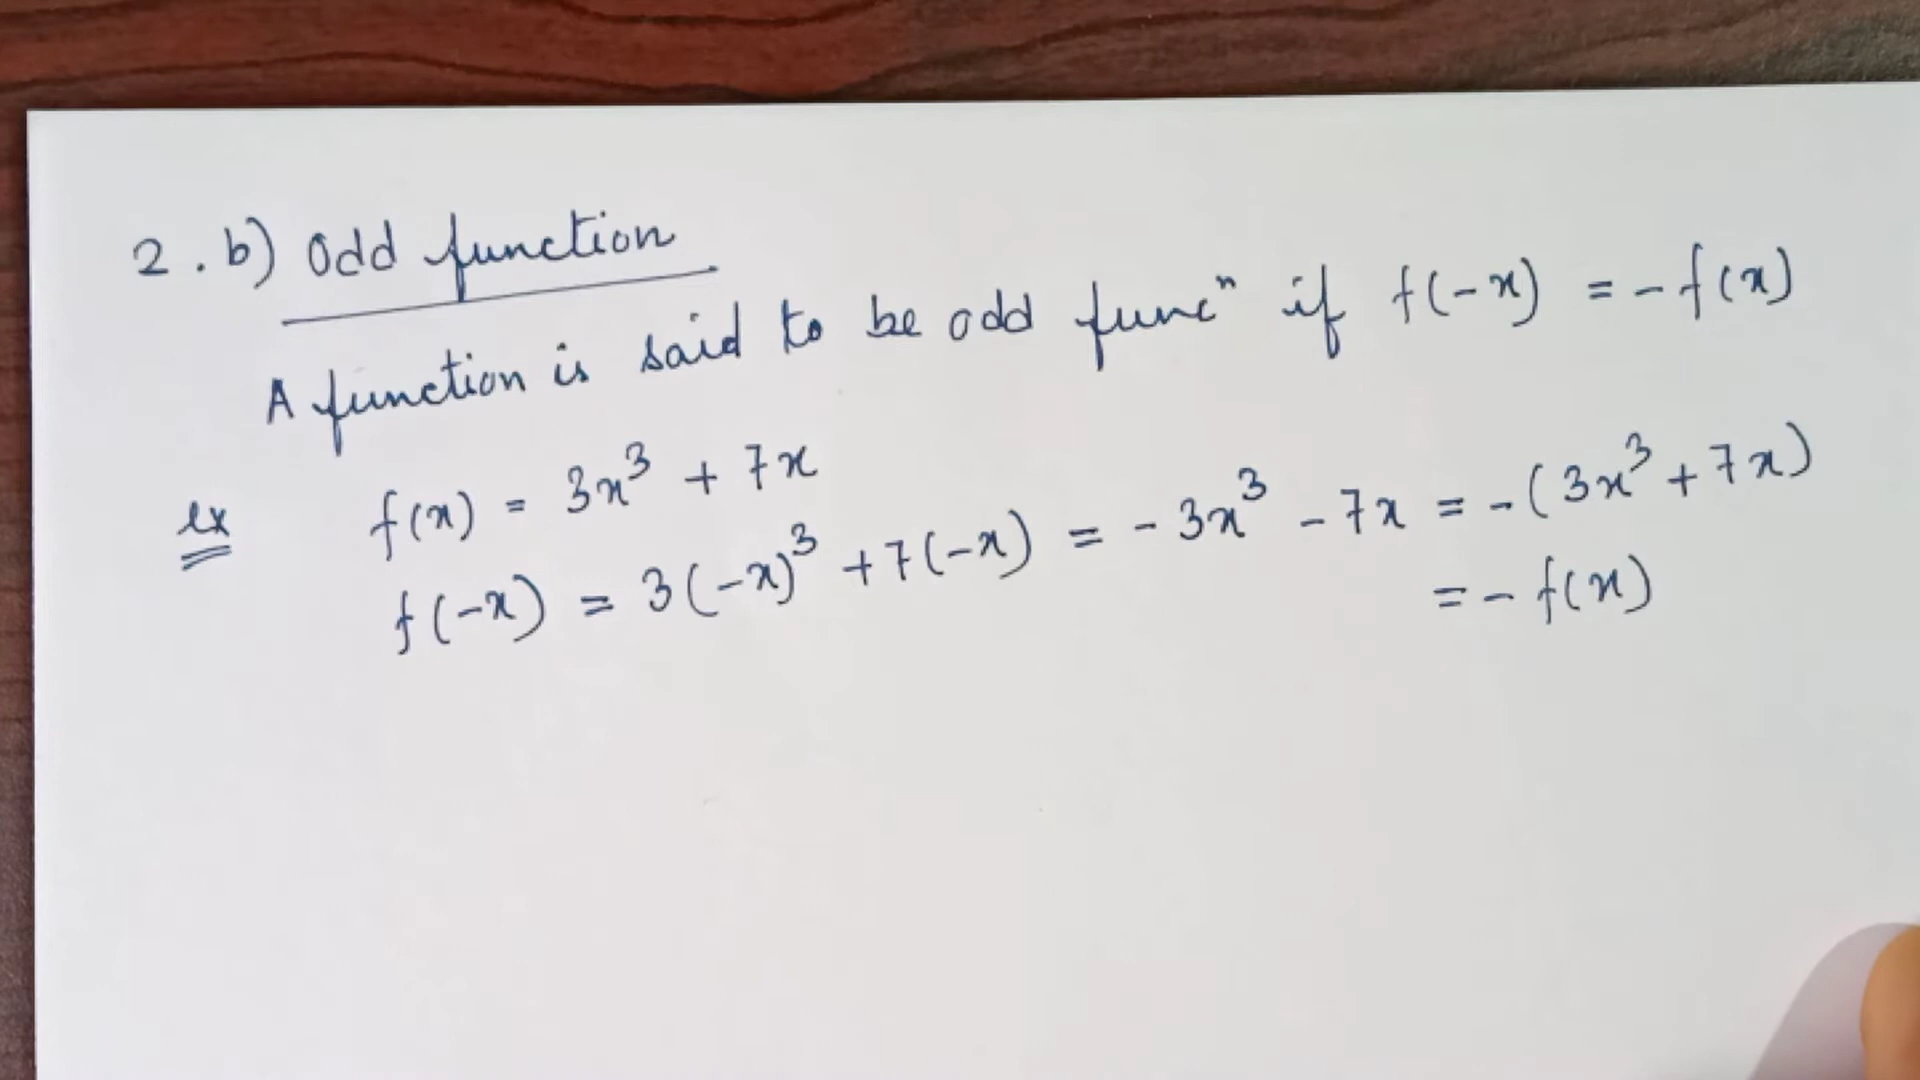 2. b) Odd function
A function is said to be odd funcⁿ if f(-x) = -f(x)
ex f(x) = 3x³ + 7x
f(-x) = 3(-x)³ + 7(-x) = - 3x³ - 7x = -(3x³ + 7x)
= - f(x)